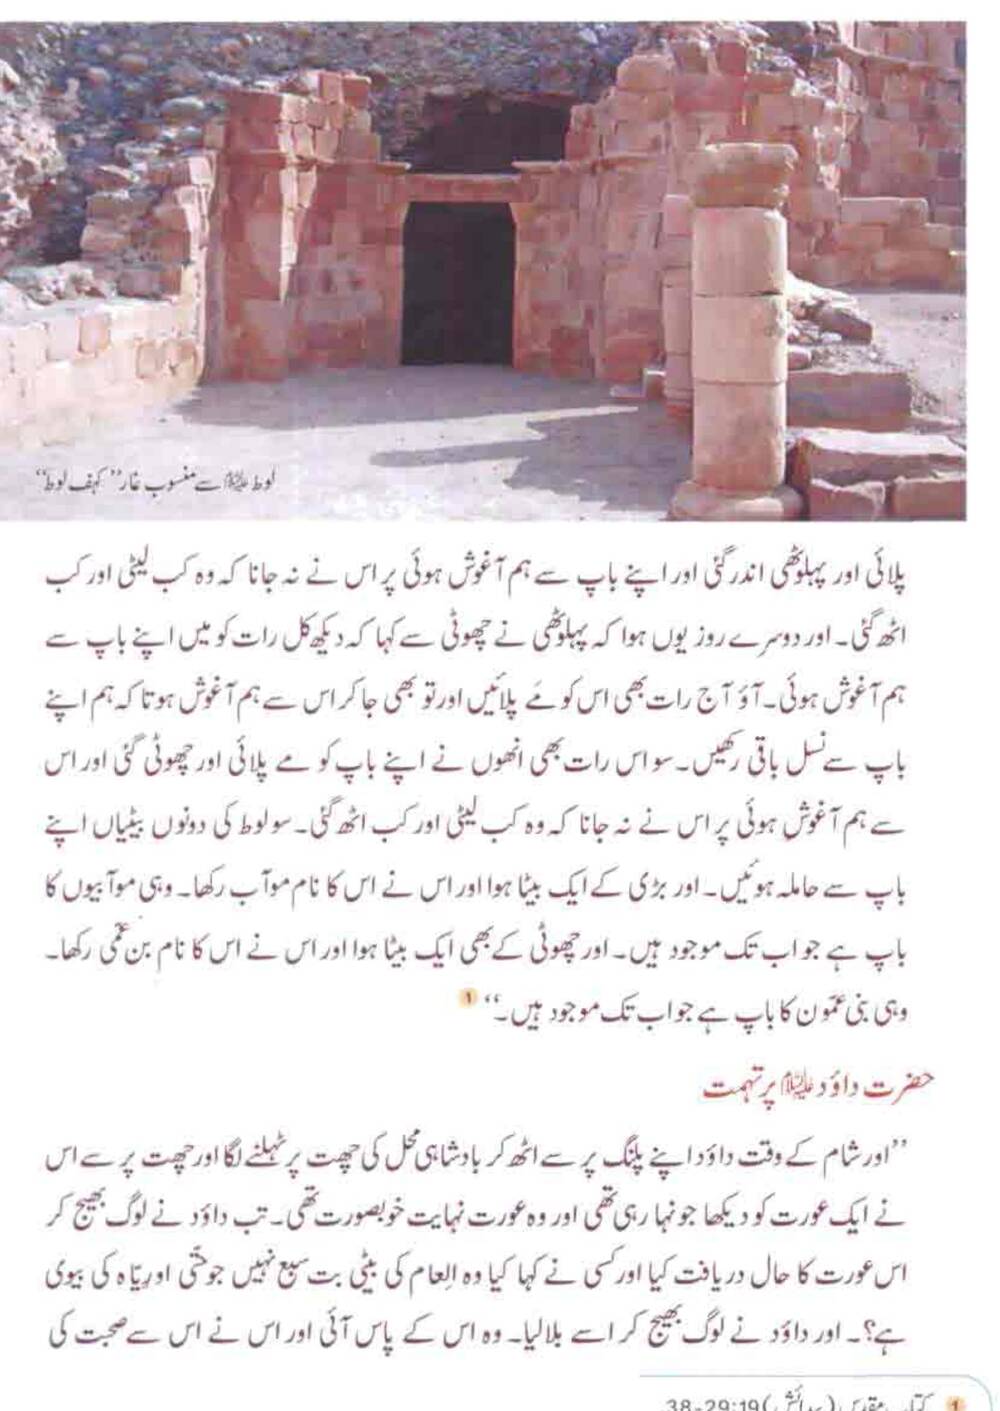 لوط علیہ السلام سے منسوب غار ’’کہف لوط‘‘
پلائی اور پہلوٹھی اندر گئی اور اپنے باپ سے ہم آغوش ہوئی پر اس نے نہ جانا کہ وہ کب لیٹی اور کب
اٹھ گئی۔ اور دوسرے روز یوں ہوا کہ پہلوٹھی نے چھوٹی سے کہا کہ دیکھ کل رات کو میں اپنے باپ سے
ہم آغوش ہوئی۔ آؤ آج رات بھی اس کو مَے پلائیں اور تو بھی جا کر اس سے ہم آغوش ہو تا کہ ہم اپنے
باپ سے نسل باقی رکھیں۔ سو اس رات بھی انھوں نے اپنے باپ کو مے پلائی اور چھوٹی گئی اور اس
سے ہم آغوش ہوئی پر اس نے نہ جانا کہ وہ کب لیٹی اور کب اٹھ گئی۔ سو لوط کی دونوں بیٹیاں اپنے
باپ سے حاملہ ہوئیں۔ اور بڑی کے ایک بیٹا ہوا اور اس نے اس کا نام موآب رکھا۔ وہی موآبیوں کا
باپ ہے جو اب تک موجود ہیں۔ اور چھوٹی کے بھی ایک بیٹا ہوا اور اس نے اس کا نام بن عَمّی رکھا۔
وہی بنی عَمّون کا باپ ہے جو اب تک موجود ہیں۔‘‘ 1
حضرت داؤد علیہ السلام پر تہمت
’’اور شام کے وقت داؤد اپنے پلنگ پر سے اٹھ کر بادشاہی محل کی چھت پر ٹہلنے لگا اور چھت پر سے اس
نے ایک عورت کو دیکھا جو نہا رہی تھی اور وہ عورت نہایت خوبصورت تھی۔ تب داؤد نے لوگ بھیج کر
اس عورت کا حال دریافت کیا اور کسی نے کہا کیا وہ اِلعام کی بیٹی بت سبع نہیں جو حتّی اوریّاہ کی بیوی
ہے؟۔ اور داؤد نے لوگ بھیج کر اسے بلا لیا۔ وہ اس کے پاس آئی اور اس نے اس سے صحبت کی
1 کتاب مقدس (پیدائش) 19:29-38